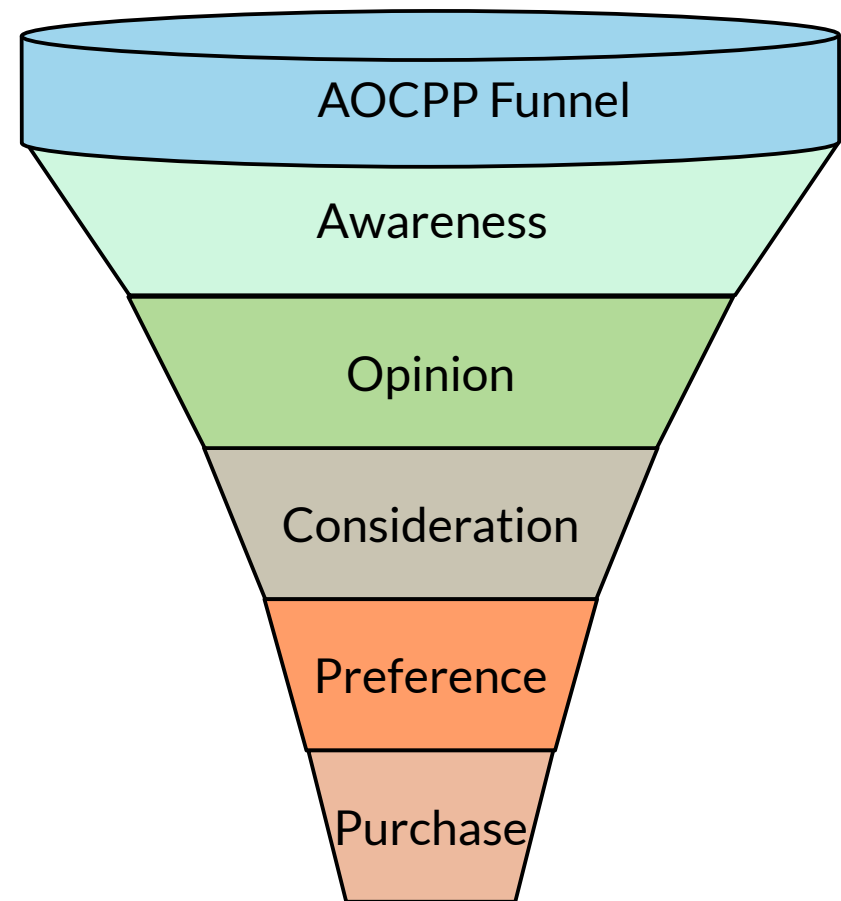 AOCPP Funnel
Awareness
Opinion
Consideration
Preference
Purchase